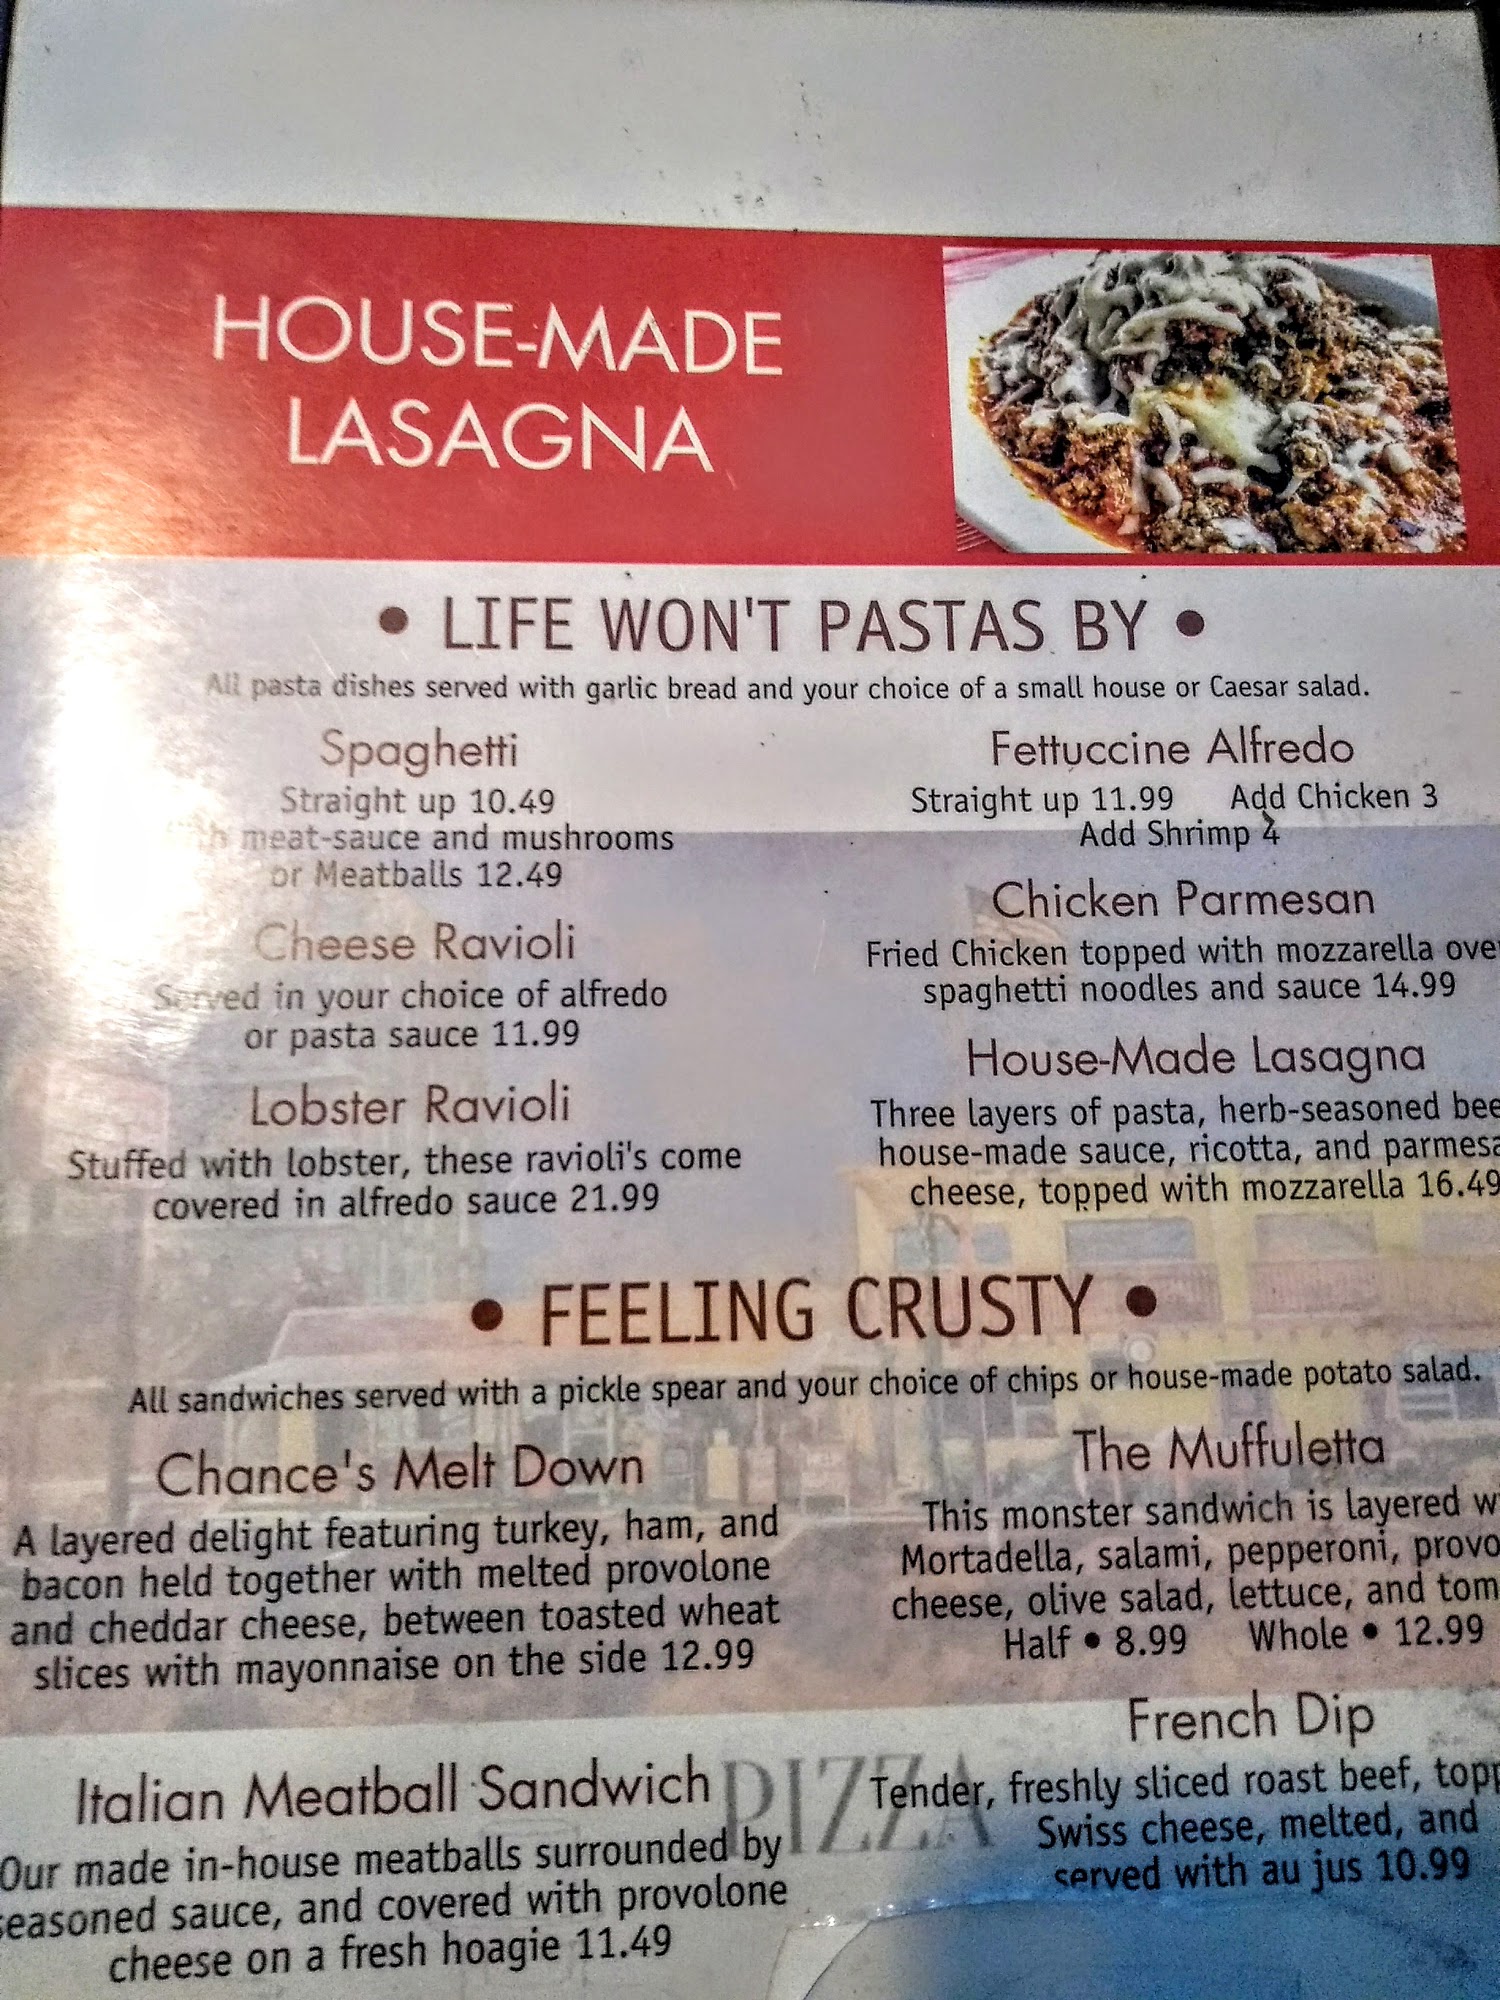 HOUSE-MADE
LASAGNA
• LIFE WON'T PASTAS BY •
All pasta dishes served with garlic bread and your choice of a small house or Caesar salad.
Spaghetti
Straight up 10.49
meat-sauce and mushrooms
or Meatballs 12.49
Cheese Ravioli
Served in your choice of alfredo
or pasta sauce 11.99
Lobster Ravioli
Stuffed with lobster, these ravioli's come
covered in alfredo sauce 21.99
Fettuccine Alfredo
Straight up 11.99 Add Chicken 3
Add Shrimp 4
Chicken Parmesan
Fried Chicken topped with mozzarella ove
spaghetti noodles and sauce 14.99
House-Made Lasagna
Three layers of pasta, herb-seasoned bee
house-made sauce, ricotta, and parmesa
cheese, topped with mozzarella 16.49
• FEELING CRUSTY •
All sandwiches served with a pickle spear and your choice of chips or house-made potato salad.
Chance's Melt Down
A layered delight featuring turkey, ham, and
bacon held together with melted provolone
and cheddar cheese, between toasted wheat
slices with mayonnaise on the side 12.99
Italian Meatball Sandwich
Our made in-house meatballs surrounded by
seasoned sauce, and covered with provolone
cheese on a fresh hoagie 11.49
The Muffuletta
This monster sandwich is layered w
Mortadella, salami, pepperoni, provo
cheese, olive salad, lettuce, and tom
Half • 8.99 Whole • 12.99
French Dip
Tender, freshly sliced roast beef, topp
Swiss cheese, melted, and
served with au jus 10.99
PIZZA